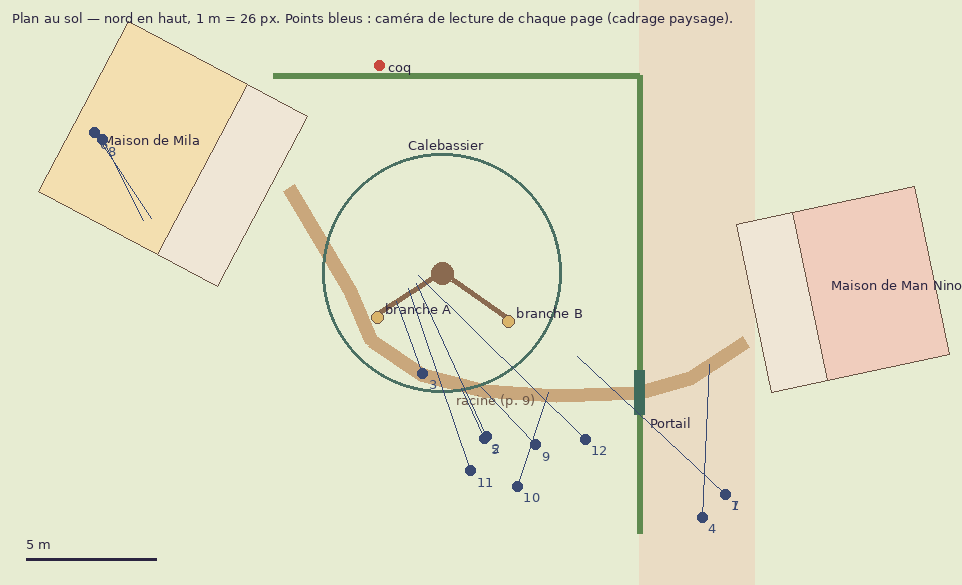 Plan au sol — nord en haut, 1 m = 26 px. Points bleus : caméra de lecture de chaque page (cadrage paysage).
coq
Maison de Mila
8
Calebassier
Maison de Man Nino
branche A
branche B
3
racine (p. 9)
Portail
9
12
11
10
4
5 m